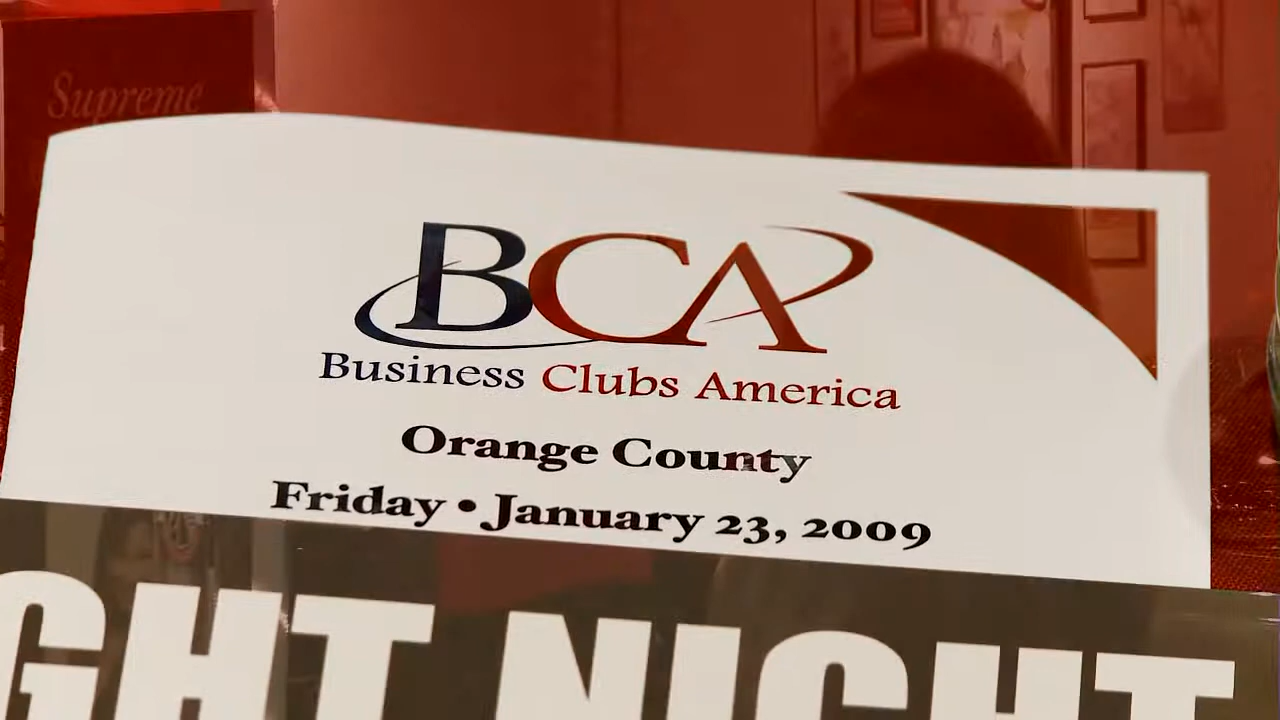 Supreme
BCA
Business Clubs America
Orange County
Friday • January 23, 2009
GHT NIGHT